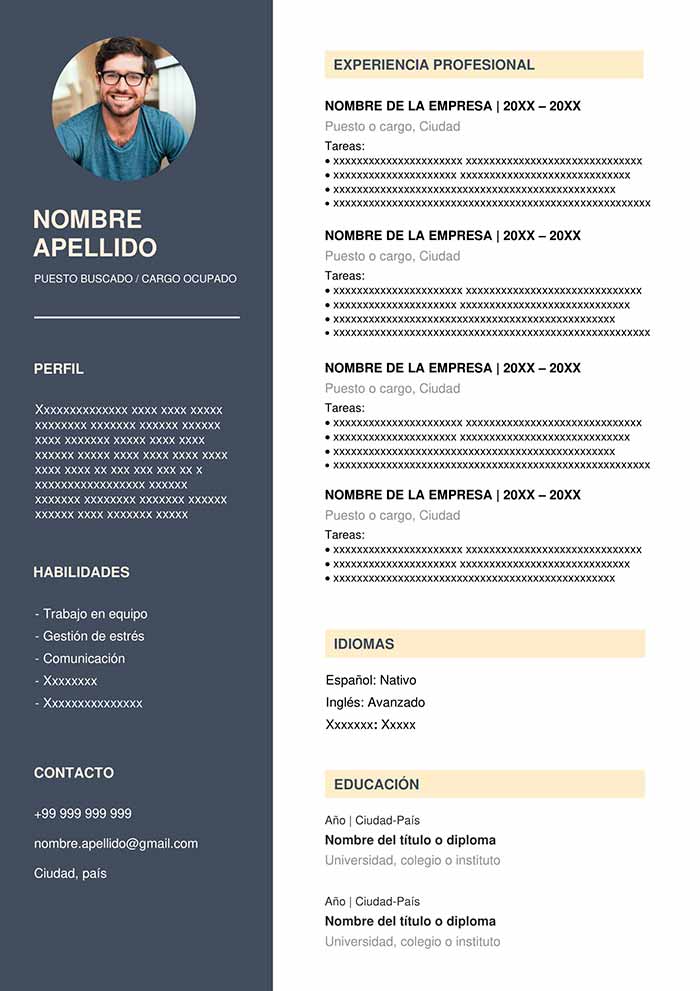 NOMBRE
APELLIDO
PUESTO BUSCADO / CARGO OCUPADO
PERFIL
Xxxxxxxxxxxxxx xxxx xxxx xxxxx
xxxxxxxx xxxxxxx xxxxxx xxxxxx
xxxx xxxxxxx xxxxx xxxx xxxx
xxxxxx xxxxx xxxx xxxx xxxx xxxx
xxxx xxxx xx xxx xxx xxx xx x
xxxxxxxxxxxxxxxxx xxxxxx
xxxxxxx xxxxxxxx xxxxxxx xxxxxx
xxxxxx xxxx xxxxxxx xxxxx
HABILIDADES
- Trabajo en equipo
- Gestión de estrés
- Comunicación
- Xxxxxxxx
- Xxxxxxxxxxxxxxx
CONTACTO
+99 999 999 999
nombre.apellido@gmail.com
Ciudad, país
EXPERIENCIA PROFESIONAL
NOMBRE DE LA EMPRESA | 20XX – 20XX
Puesto o cargo, Ciudad
Tareas:
• xxxxxxxxxxxxxxxxxxxxxx xxxxxxxxxxxxxxxxxxxxxxxxxxxxxx
• xxxxxxxxxxxxxxxxxxxxx xxxxxxxxxxxxxxxxxxxxxxxxxxxxx
• xxxxxxxxxxxxxxxxxxxxxxxxxxxxxxxxxxxxxxxxxxxxxxxx
• xxxxxxxxxxxxxxxxxxxxxxxxxxxxxxxxxxxxxxxxxxxxxxxxxxxxxx
NOMBRE DE LA EMPRESA | 20XX – 20XX
Puesto o cargo, Ciudad
Tareas:
• xxxxxxxxxxxxxxxxxxxxxx xxxxxxxxxxxxxxxxxxxxxxxxxxxxxx
• xxxxxxxxxxxxxxxxxxxxx xxxxxxxxxxxxxxxxxxxxxxxxxxxxx
• xxxxxxxxxxxxxxxxxxxxxxxxxxxxxxxxxxxxxxxxxxxxxxxx
• xxxxxxxxxxxxxxxxxxxxxxxxxxxxxxxxxxxxxxxxxxxxxxxxxxxxxx
NOMBRE DE LA EMPRESA | 20XX – 20XX
Puesto o cargo, Ciudad
Tareas:
• xxxxxxxxxxxxxxxxxxxxxx xxxxxxxxxxxxxxxxxxxxxxxxxxxxxx
• xxxxxxxxxxxxxxxxxxxxx xxxxxxxxxxxxxxxxxxxxxxxxxxxxx
• xxxxxxxxxxxxxxxxxxxxxxxxxxxxxxxxxxxxxxxxxxxxxxxx
• xxxxxxxxxxxxxxxxxxxxxxxxxxxxxxxxxxxxxxxxxxxxxxxxxxxxxx
NOMBRE DE LA EMPRESA | 20XX – 20XX
Puesto o cargo, Ciudad
Tareas:
• xxxxxxxxxxxxxxxxxxxxxx xxxxxxxxxxxxxxxxxxxxxxxxxxxxxx
• xxxxxxxxxxxxxxxxxxxxx xxxxxxxxxxxxxxxxxxxxxxxxxxxxx
• xxxxxxxxxxxxxxxxxxxxxxxxxxxxxxxxxxxxxxxxxxxxxxxx
IDIOMAS
Español: Nativo
Inglés: Avanzado
Xxxxxxx: Xxxxx
EDUCACIÓN
Año | Ciudad-País
Nombre del título o diploma
Universidad, colegio o instituto
Año | Ciudad-País
Nombre del título o diploma
Universidad, colegio o instituto